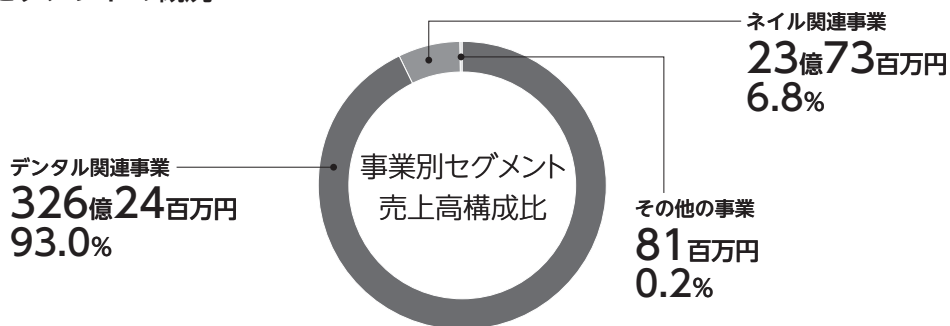 ネイル関連事業
23億73百万円
6.8%
デンタル関連事業
326億24百万円
93.0%
事業別セグメント
売上高構成比
その他の事業
81百万円
0.2%